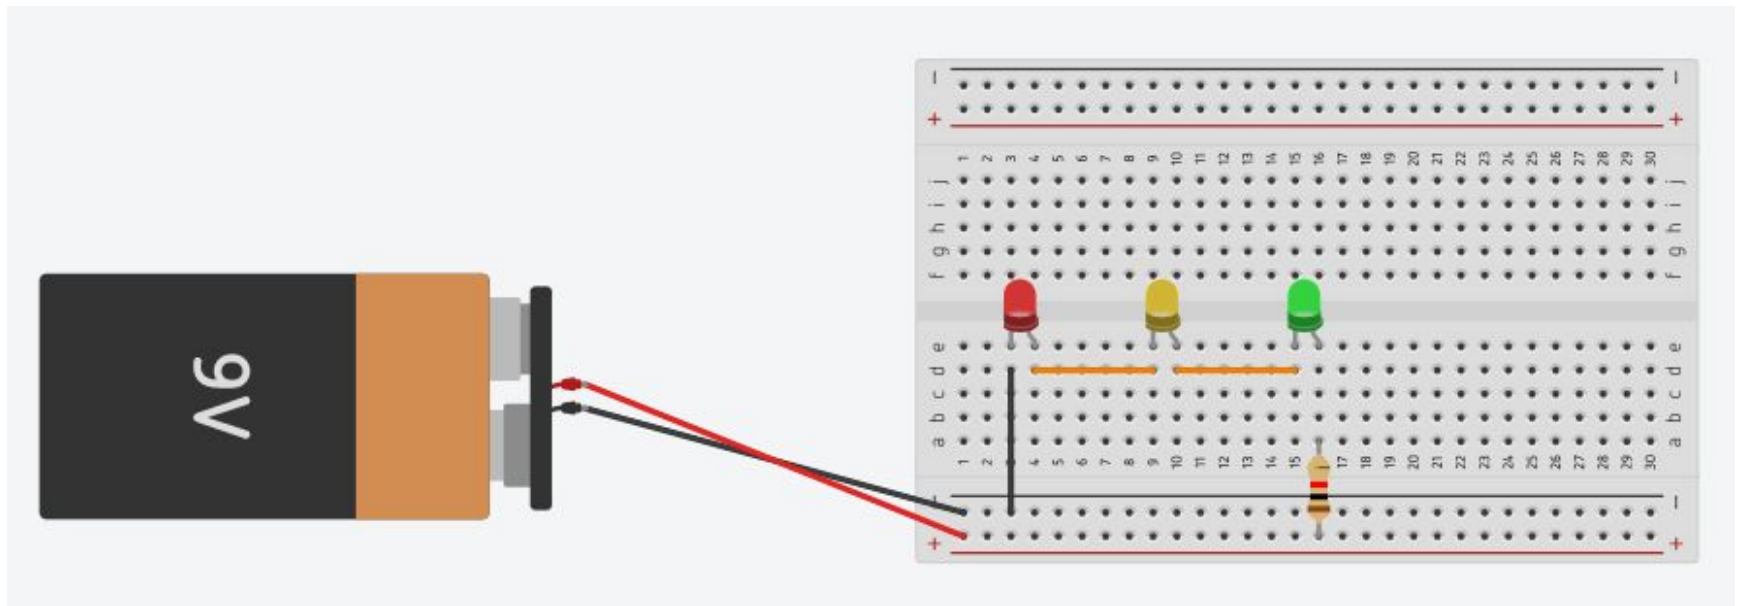 9V
− −
+ +
1 2 3 4 5 6 7 8 9 10 11 12 13 14 15 16 17 18 19 20 21 22 23 24 25 26 27 28 29 30
j j
i i
h h
g g
f f
e e
d d
c c
b b
a a
1 2 4 5 6 7 8 9 10 11 12 13 14 15 17 18 19 20 21 22 23 24 25 26 27 28 29 30
− −
+ +